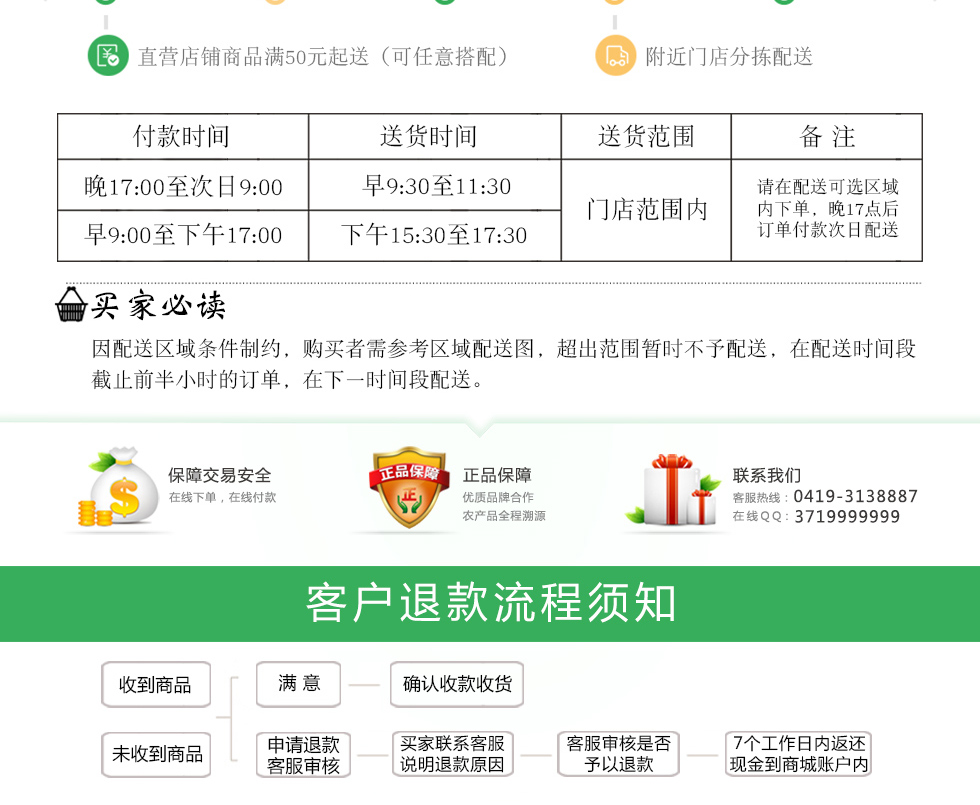 直营店铺商品满50元起送（可任意搭配）
附近门店分拣配送
付款时间
送货时间
送货范围
备 注
晚17:00至次日9:00
早9:30至11:30
门店范围内
请在配送可选区域
内下单，晚17点后
订单付款次日配送
早9:00至下午17:00
下午15:30至17:30
买家必读
因配送区域条件制约，购买者需参考区域配送图，超出范围暂时不予配送，在配送时间段
截止前半小时的订单，在下一时间段配送。
保障交易安全
在线下单，在线付款
正品保障
正
正品保障
优质品牌合作
农产品全程溯源
联系我们
客服热线：0419-3138887
在线QQ：3719999999
客户退款流程须知
收到商品
满 意
确认收款收货
未收到商品
申请退款
客服审核
买家联系客服
说明退款原因
客服审核是否
予以退款
7个工作日内返还
现金到商城账户内